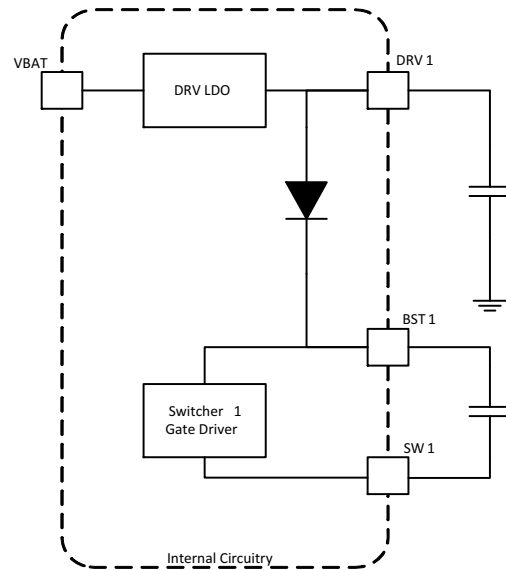 VBAT
DRV LDO
DRV 1
BST 1
Switcher 1
Gate Driver
SW 1
Internal Circuitry